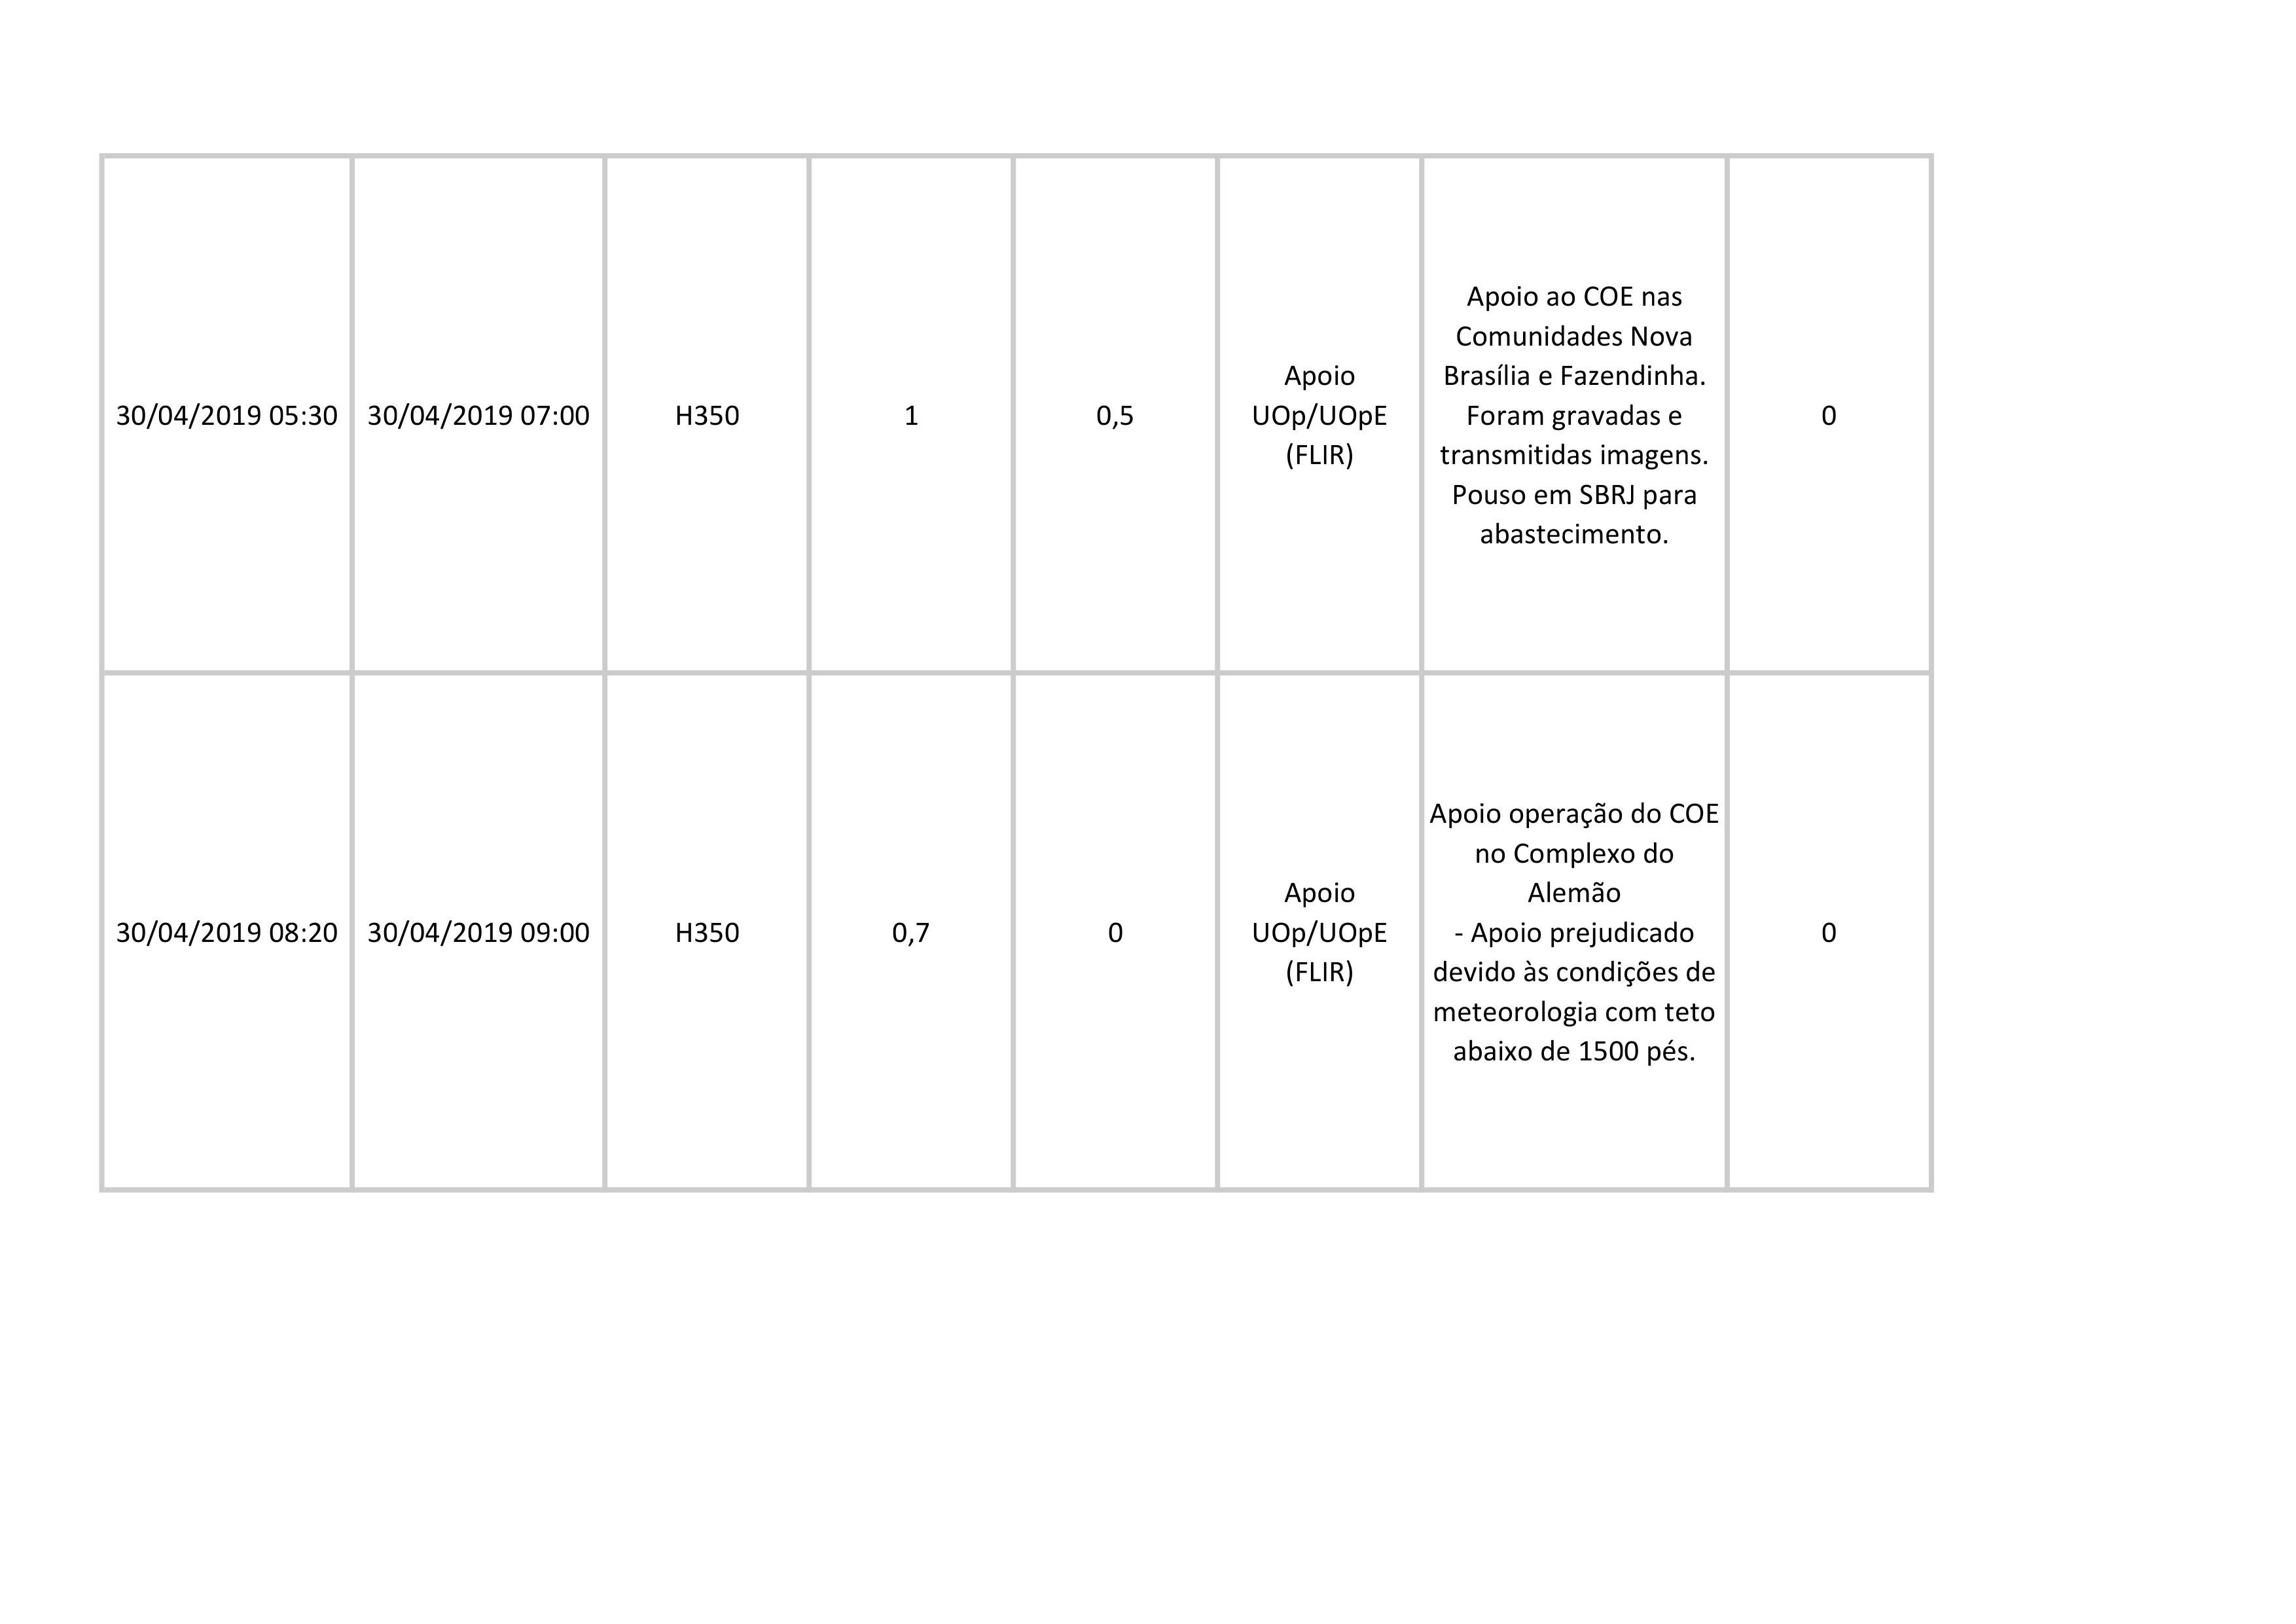 30/04/2019 05:30
30/04/2019 07:00
H350
1
0,5
Apoio
UOp/UOpE
(FLIR)
Apoio ao COE nas
Comunidades Nova
Brasília e Fazendinha.
Foram gravadas e
transmitidas imagens.
Pouso em SBRJ para
abastecimento.
0
30/04/2019 08:20
30/04/2019 09:00
H350
0,7
0
Apoio
UOp/UOpE
(FLIR)
Apoio operação do COE
no Complexo do
Alemão
- Apoio prejudicado
devido às condições de
meteorologia com teto
abaixo de 1500 pés.
0